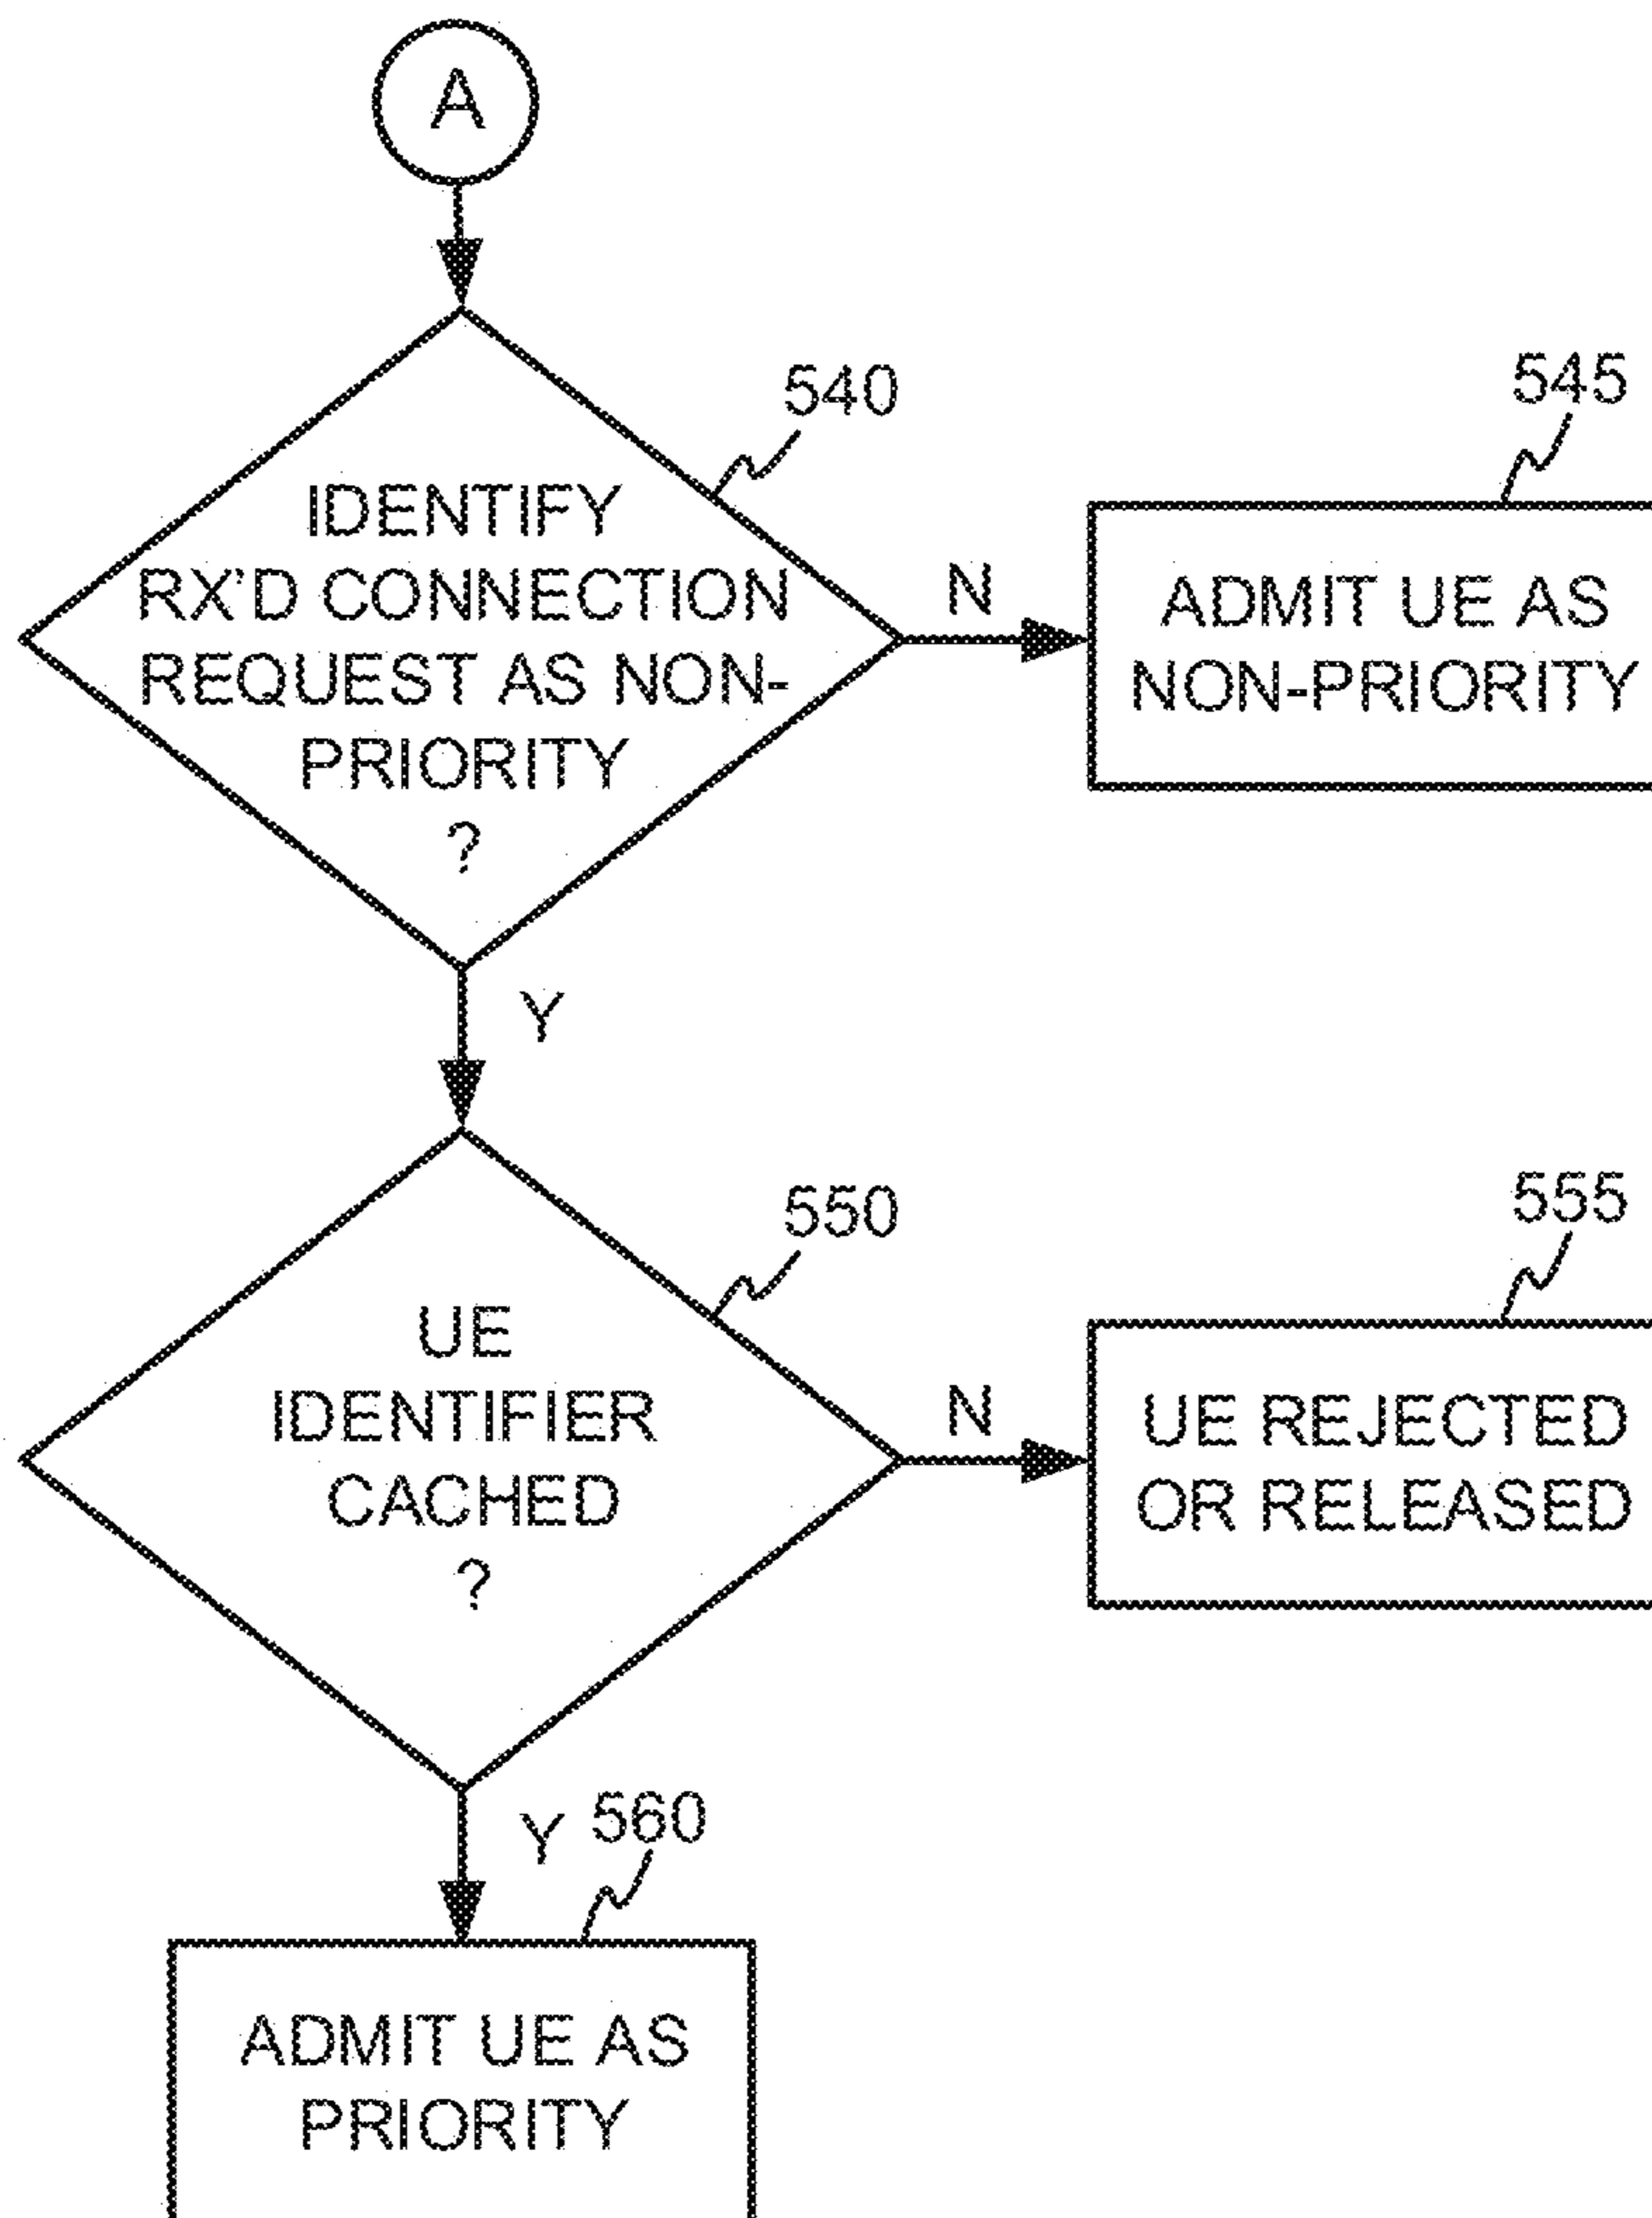 A
540
IDENTIFY
RX'D CONNECTION
REQUEST AS NON-
PRIORITY
?
N
545
ADMIT UE AS
NON-PRIORITY
Y
550
UE
IDENTIFIER
CACHED
?
N
555
UE REJECTED
OR RELEASED
Y
560
ADMIT UE AS
PRIORITY